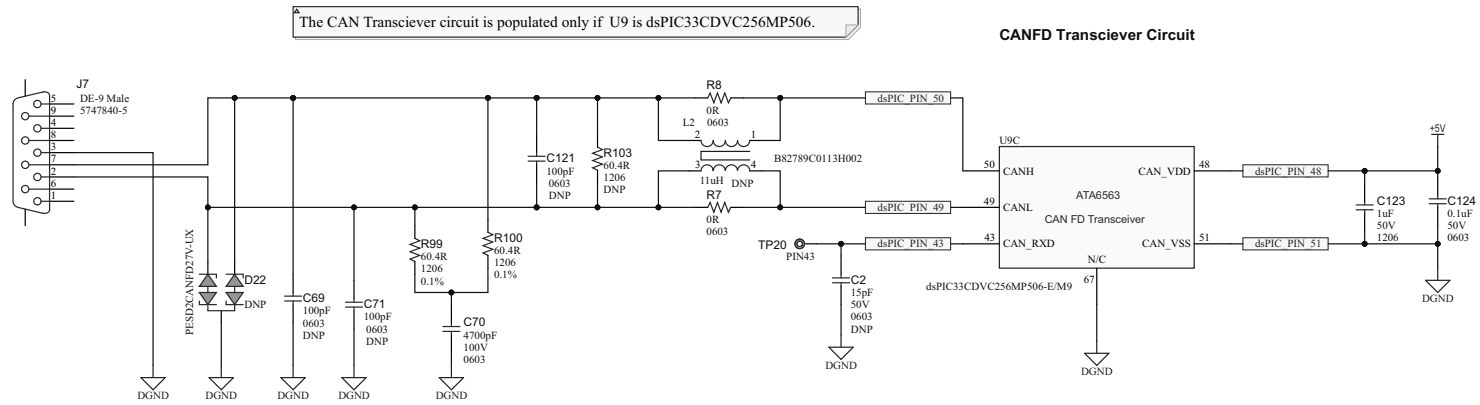 The CAN Transciever circuit is populated only if U9 is dsPIC33CDVC256MP506.
CANFD Transciever Circuit
J7
DE-9 Male
5747840-5
5
9
4
8
3
7
2
6
1
PESD2CANFD27V-UX
D22
DNP
C69
100pF
0603
DNP
C71
100pF
0603
DNP
R99
60.4R
1206
0.1%
R100
60.4R
1206
0.1%
C70
4700pF
100V
0603
C121
100pF
0603
DNP
R103
60.4R
1206
DNP
R8
0R
0603
L2
2
1
B82789C0113H002
3
4
11uH
DNP
R7
0R
0603
dsPIC_PIN_50
dsPIC_PIN_49
TP20
PIN43
dsPIC_PIN_43
C2
15pF
50V
0603
DNP
U9C
50
CANH
49
CANL
43
CAN_RXD
ATA6563
CAN FD Transceiver
CAN_VDD
48
CAN_VSS
51
N/C
67
dsPIC33CDVC256MP506-E/M9
dsPIC_PIN_48
dsPIC_PIN_51
+5V
C123
1uF
50V
1206
C124
0.1uF
50V
0603
DGND
DGND
DGND
DGND
DGND
DGND
DGND
DGND